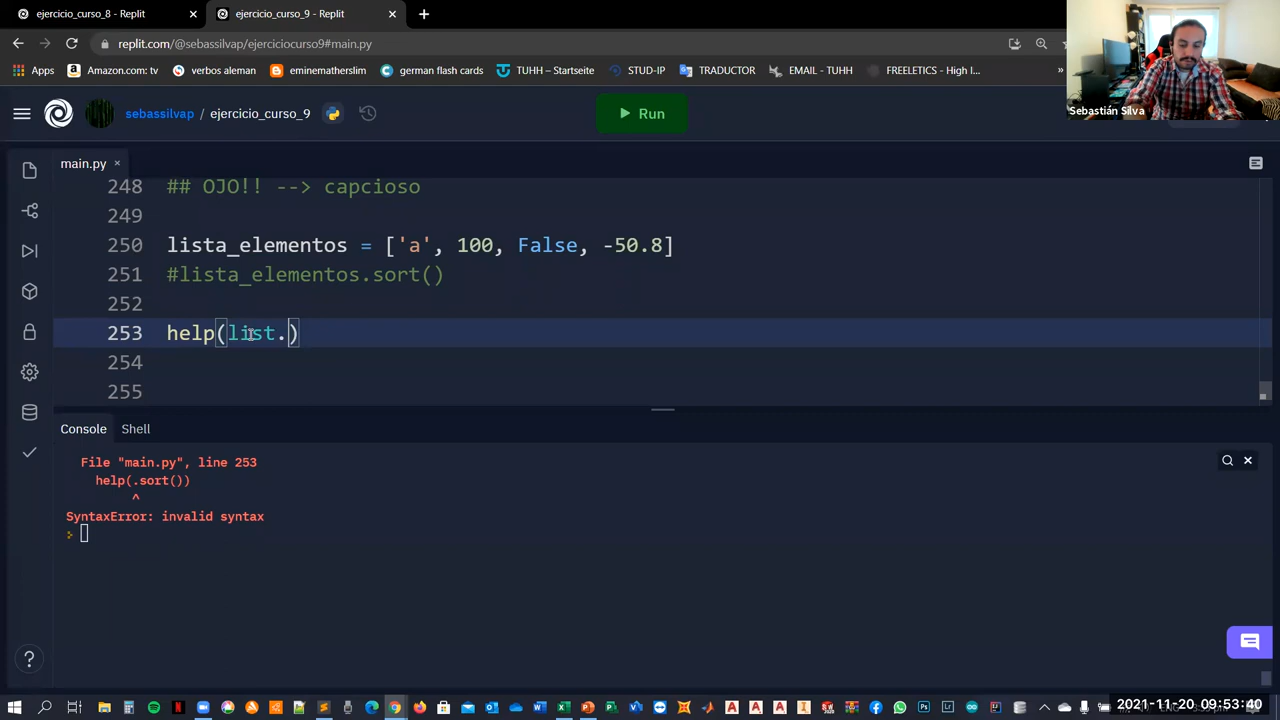 ejercicio_curso_8 - Replit
ejercicio_curso_9 - Replit
replit.com/@sebassilvap/ejerciciocurso9#main.py
Apps
Amazon.com: tv
verbos aleman
eminemathersIim
german flash cards
TUHH – Startseite
STUD-IP
TRADUCTOR
EMAIL - TUHH
FREELETICS - High I...
»
Sebastián Silva
sebassilvap / ejercicio_curso_9
Run
main.py
248 ## OJO!! --> capcioso
249
250 lista_elementos = ['a', 100, False, -50.8]
251 #lista_elementos.sort()
252
253 help(list.)
254
255
Console
Shell
File "main.py", line 253
help(.sort())
^
SyntaxError: invalid syntax
?
2021-11-20 09:53:40